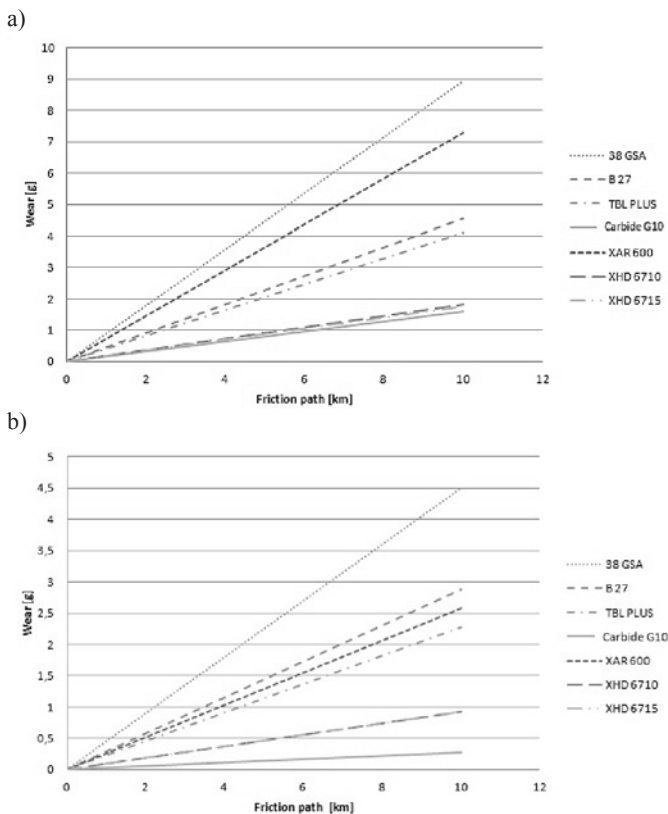 a)
10
9
8
7
6
5
4
3
2
1
0
Wear [g]
0 2 4 6 8 10 12
Friction path [km]
38 GSA
B 27
TBL PLUS
Carbide G10
XAR 600
XHD 6710
XHD 6715
b)
5
4,5
4
3,5
3
2,5
2
1,5
1
0,5
0
Wear [g]
0 2 4 6 8 10 12
Friction path [km]
38 GSA
B 27
TBL PLUS
Carbide G10
XAR 600
XHD 6710
XHD 6715